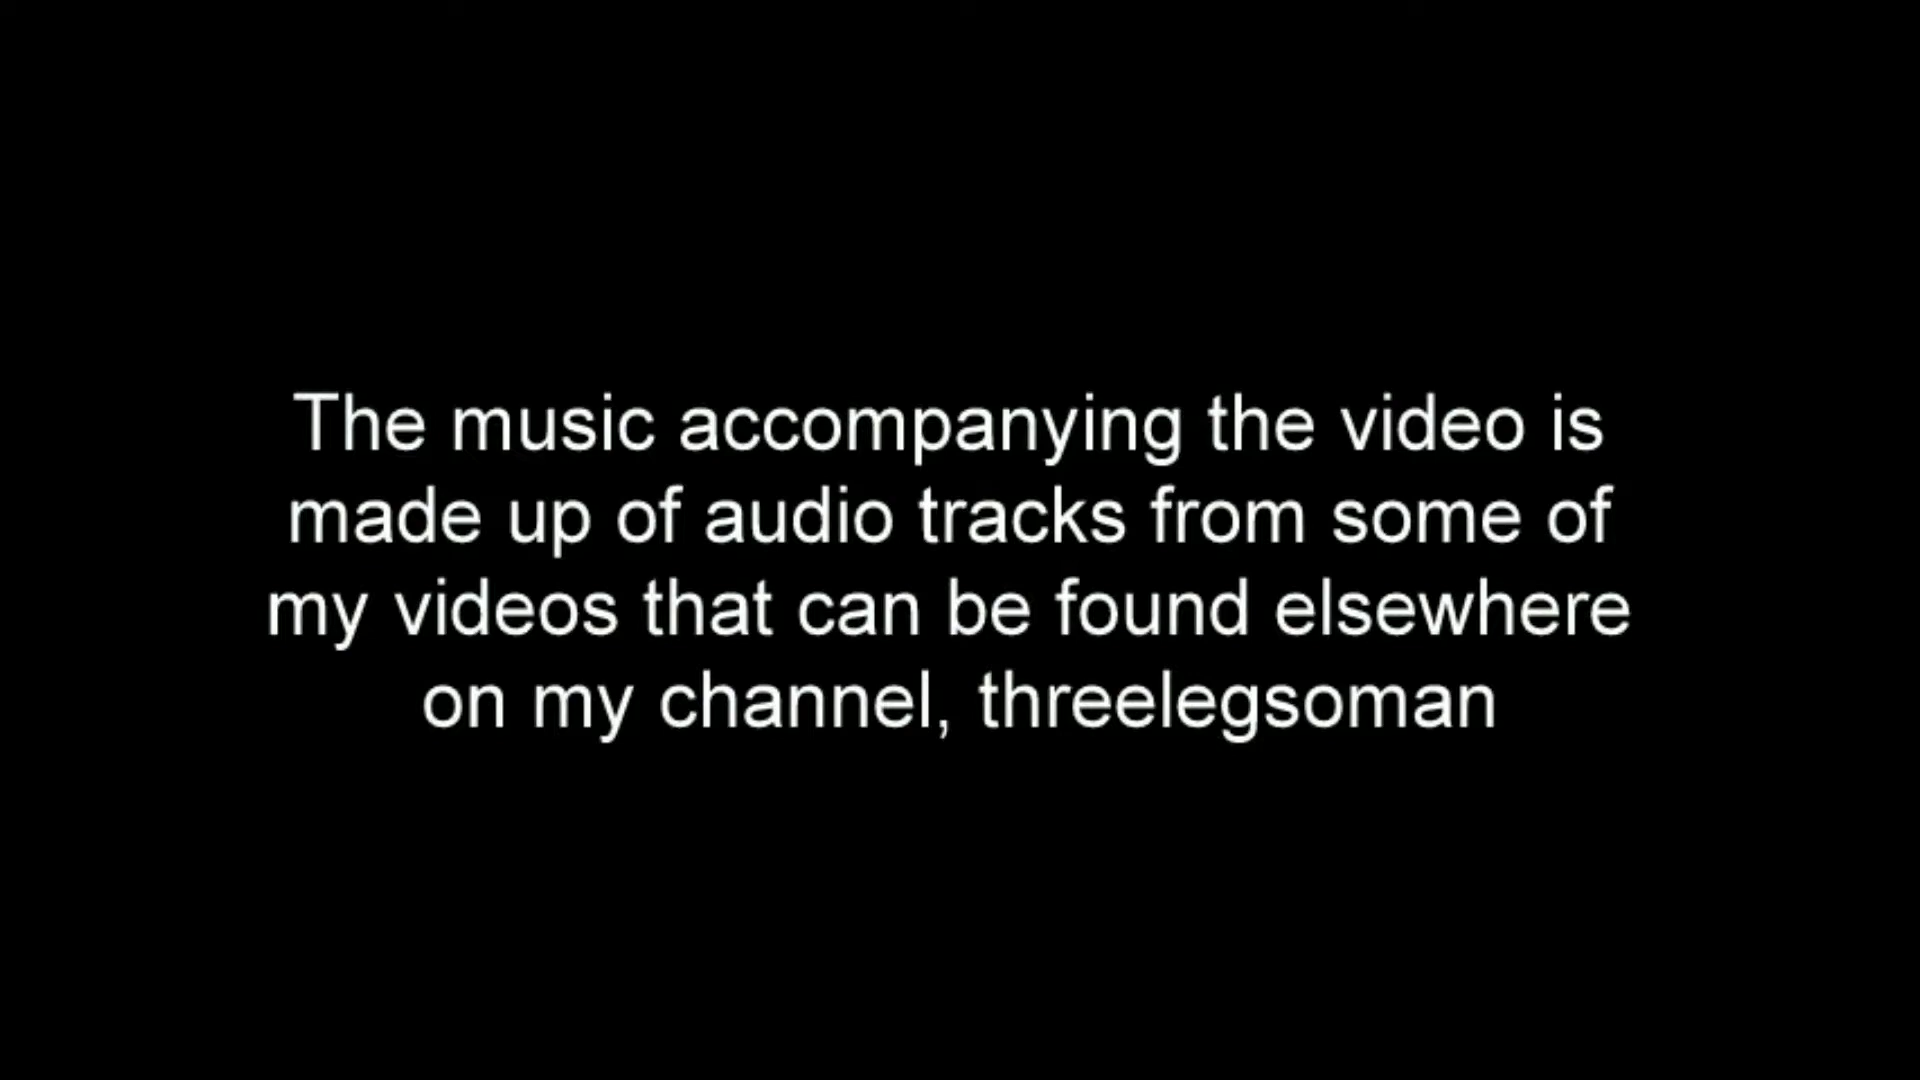 The music accompanying the video is
made up of audio tracks from some of
my videos that can be found elsewhere
on my channel, threelegsoman